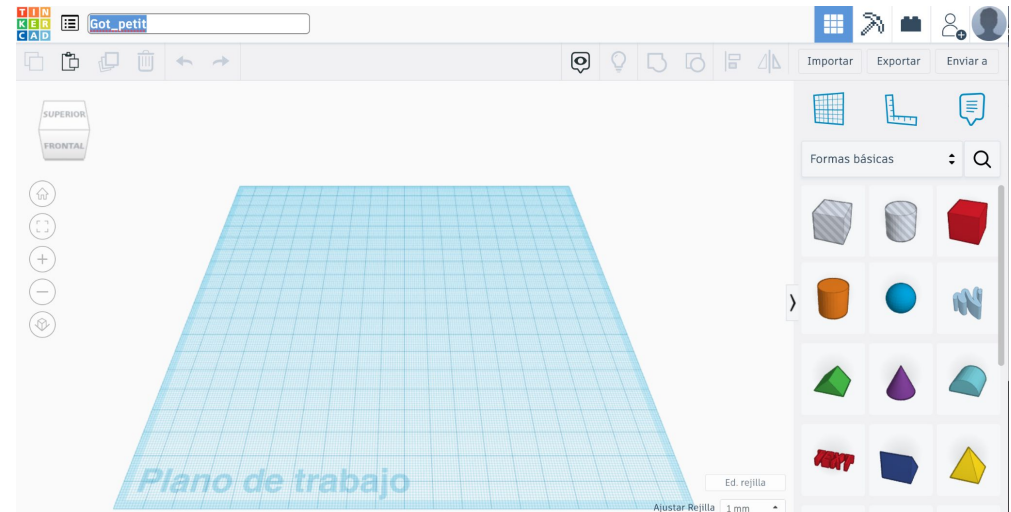 TIN
KER
CAD
Got_petit
Importar
Exportar
Enviar a
SUPERIOR
FRONTAL
Formas básicas
Plano de trabajo
Ed. rejilla
Ajustar Rejilla 1 mm
TEXT